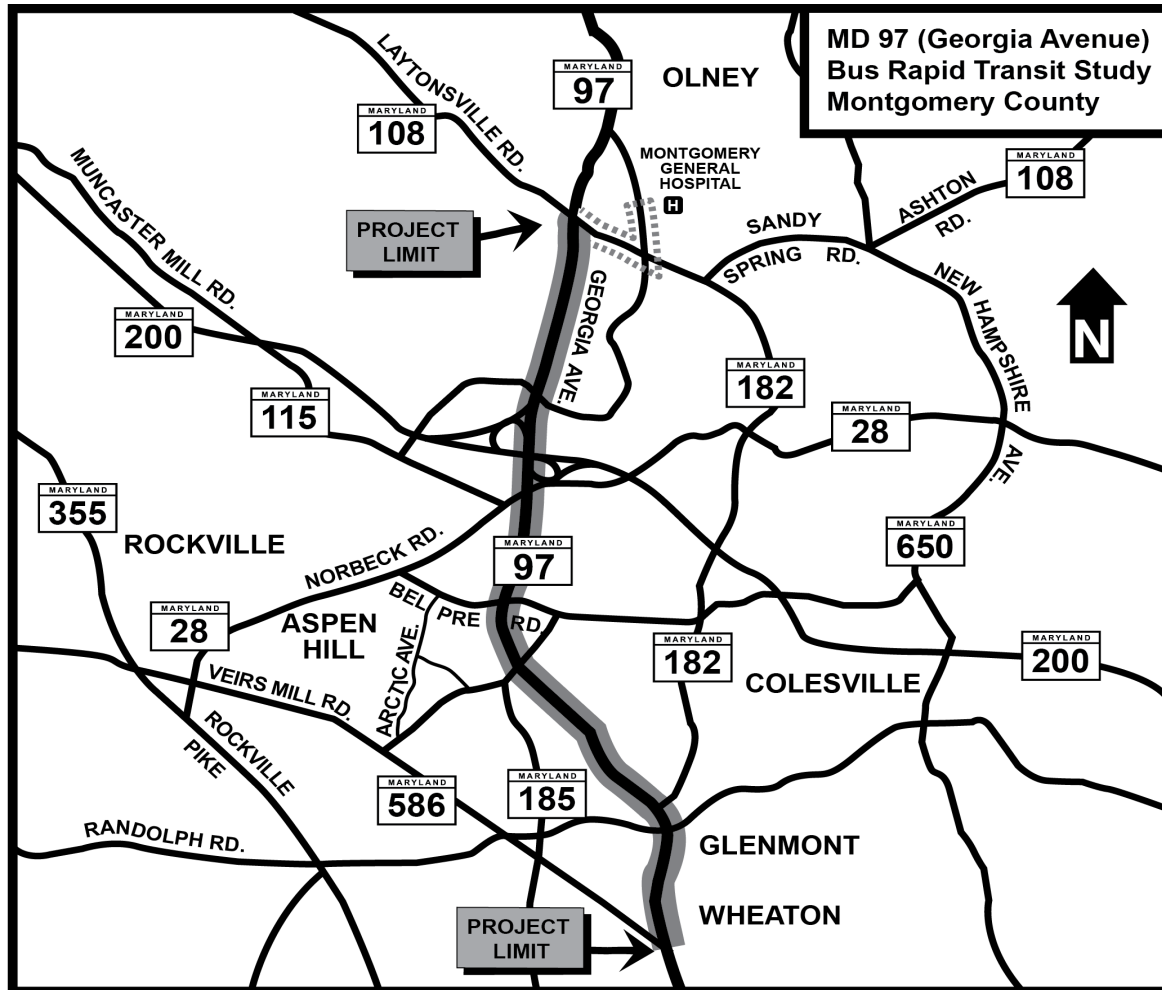 MD 97 (Georgia Avenue)
Bus Rapid Transit Study
Montgomery County
MARYLAND
97
OLNEY
LAYTONSVILLE RD.
MARYLAND
108
MONTGOMERY
GENERAL
HOSPITAL
H
MARYLAND
108
ASHTON
RD.
MUNCASTER MILL RD.
PROJECT
LIMIT
SANDY
SPRING RD.
NEW HAMPSHIRE
AVE.
GEORGIA AVE.
N
MARYLAND
200
MARYLAND
115
MARYLAND
182
MARYLAND
28
MARYLAND
355
ROCKVILLE
NORBECK RD.
MARYLAND
97
MARYLAND
650
BEL PRE RD.
MARYLAND
28
ASPEN
HILL
ARCTIC AVE.
MARYLAND
182
MARYLAND
200
COLESVILLE
VEIRS MILL RD.
ROCKVILLE
PIKE
MARYLAND
586
MARYLAND
185
RANDOLPH RD.
GLENMONT
WHEATON
PROJECT
LIMIT